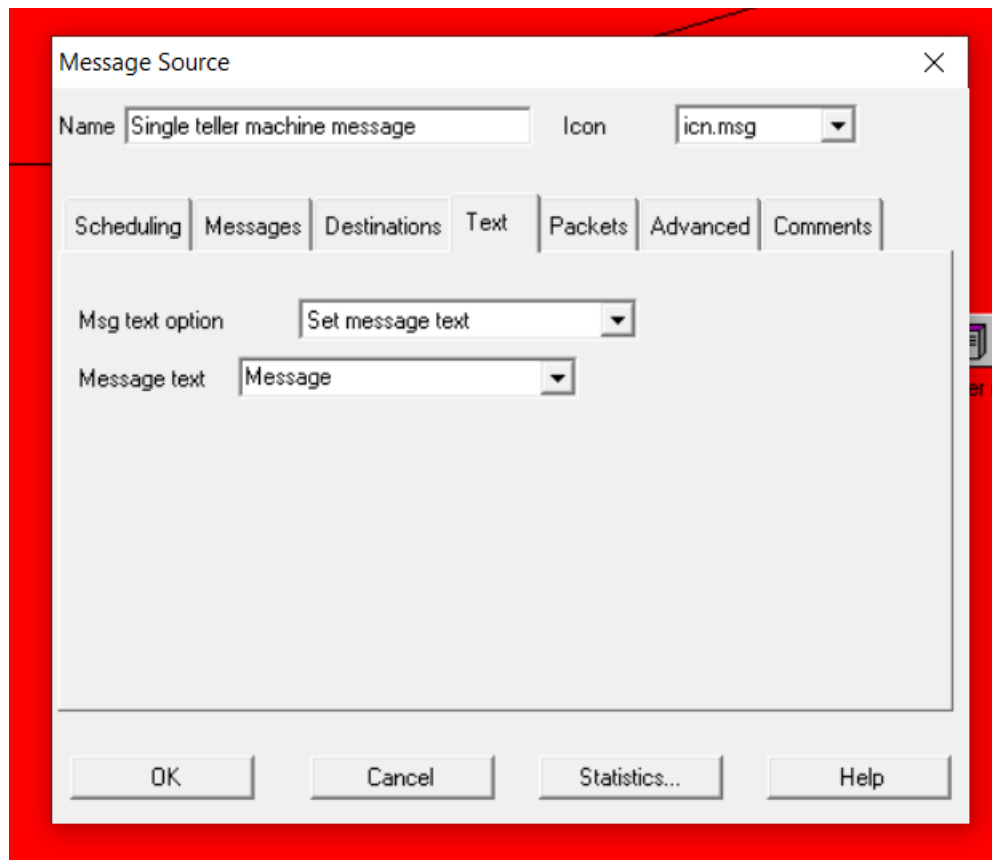 Message Source
Name Single teller machine message Icon icn.msg
Scheduling Messages Destinations Text Packets Advanced Comments
Msg text option Set message text
Message text Message
er
OK Cancel Statistics... Help